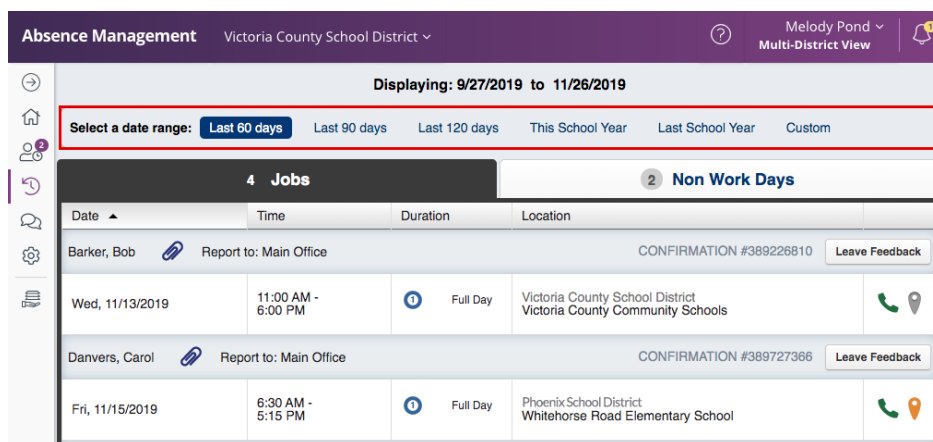 Absence Management Victoria County School District
Melody Pond
Multi-District View
1
Displaying: 9/27/2019 to 11/26/2019
Select a date range: Last 60 days Last 90 days Last 120 days This School Year Last School Year Custom
2
4 Jobs 2 Non Work Days
Date Time Duration Location
Barker, Bob Report to: Main Office CONFIRMATION #389226810 Leave Feedback
Wed, 11/13/2019
11:00 AM -
6:00 PM
1 Full Day
Victoria County School District
Victoria County Community Schools
Danvers, Carol Report to: Main Office CONFIRMATION #389727366 Leave Feedback
Fri, 11/15/2019
6:30 AM -
5:15 PM
1 Full Day
Phoenix School District
Whitehorse Road Elementary School